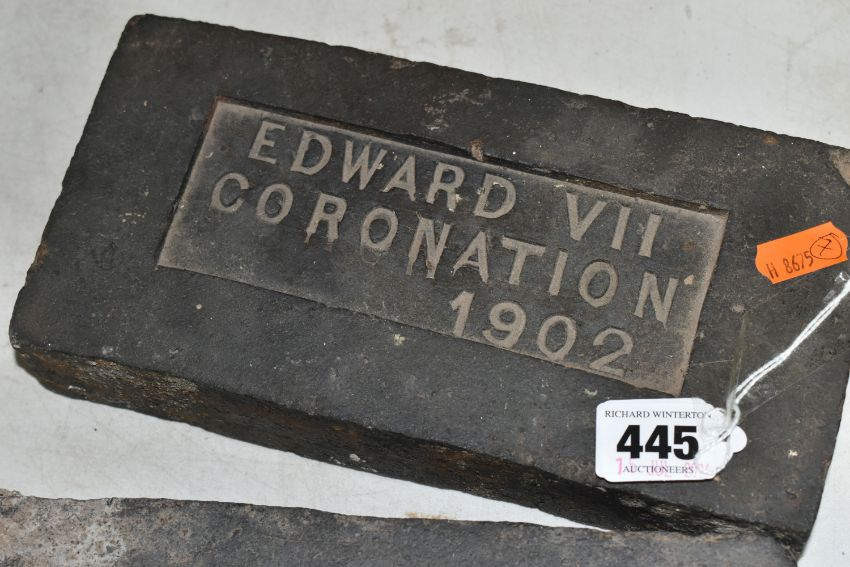 EDWARD VII
CORONATION
1902
H 8675 X
RICHARD WINTERTON
445
AUCTIONEERS